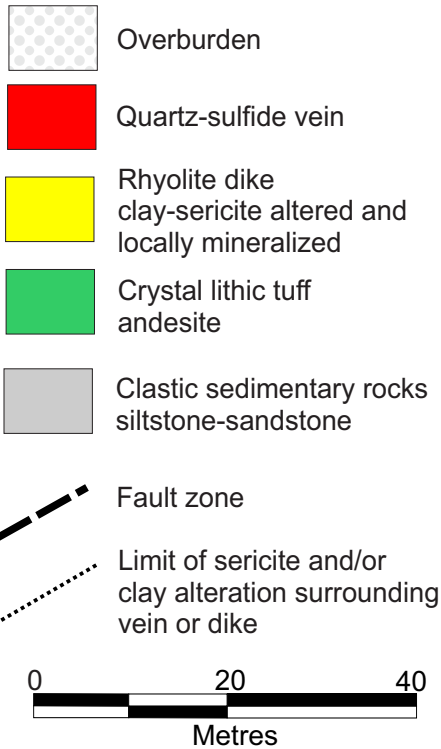 Overburden
Quartz-sulfide vein
Rhyolite dike
clay-sericite altered and
locally mineralized
Crystal lithic tuff
andesite
Clastic sedimentary rocks
siltstone-sandstone
Fault zone
Limit of sericite and/or
clay alteration surrounding
vein or dike
0 20 40
Metres